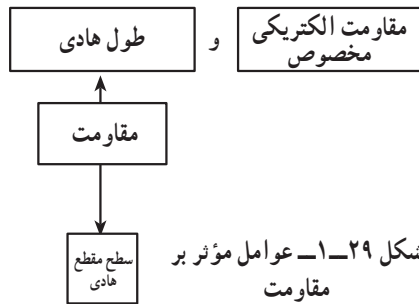 مقاومت الکتریکی
مخصوص
و
طول هادی
مقاومت
سطح مقطع
هادی
شکل ۲۹ــ۱ــ عوامل مؤثر بر
مقاومت